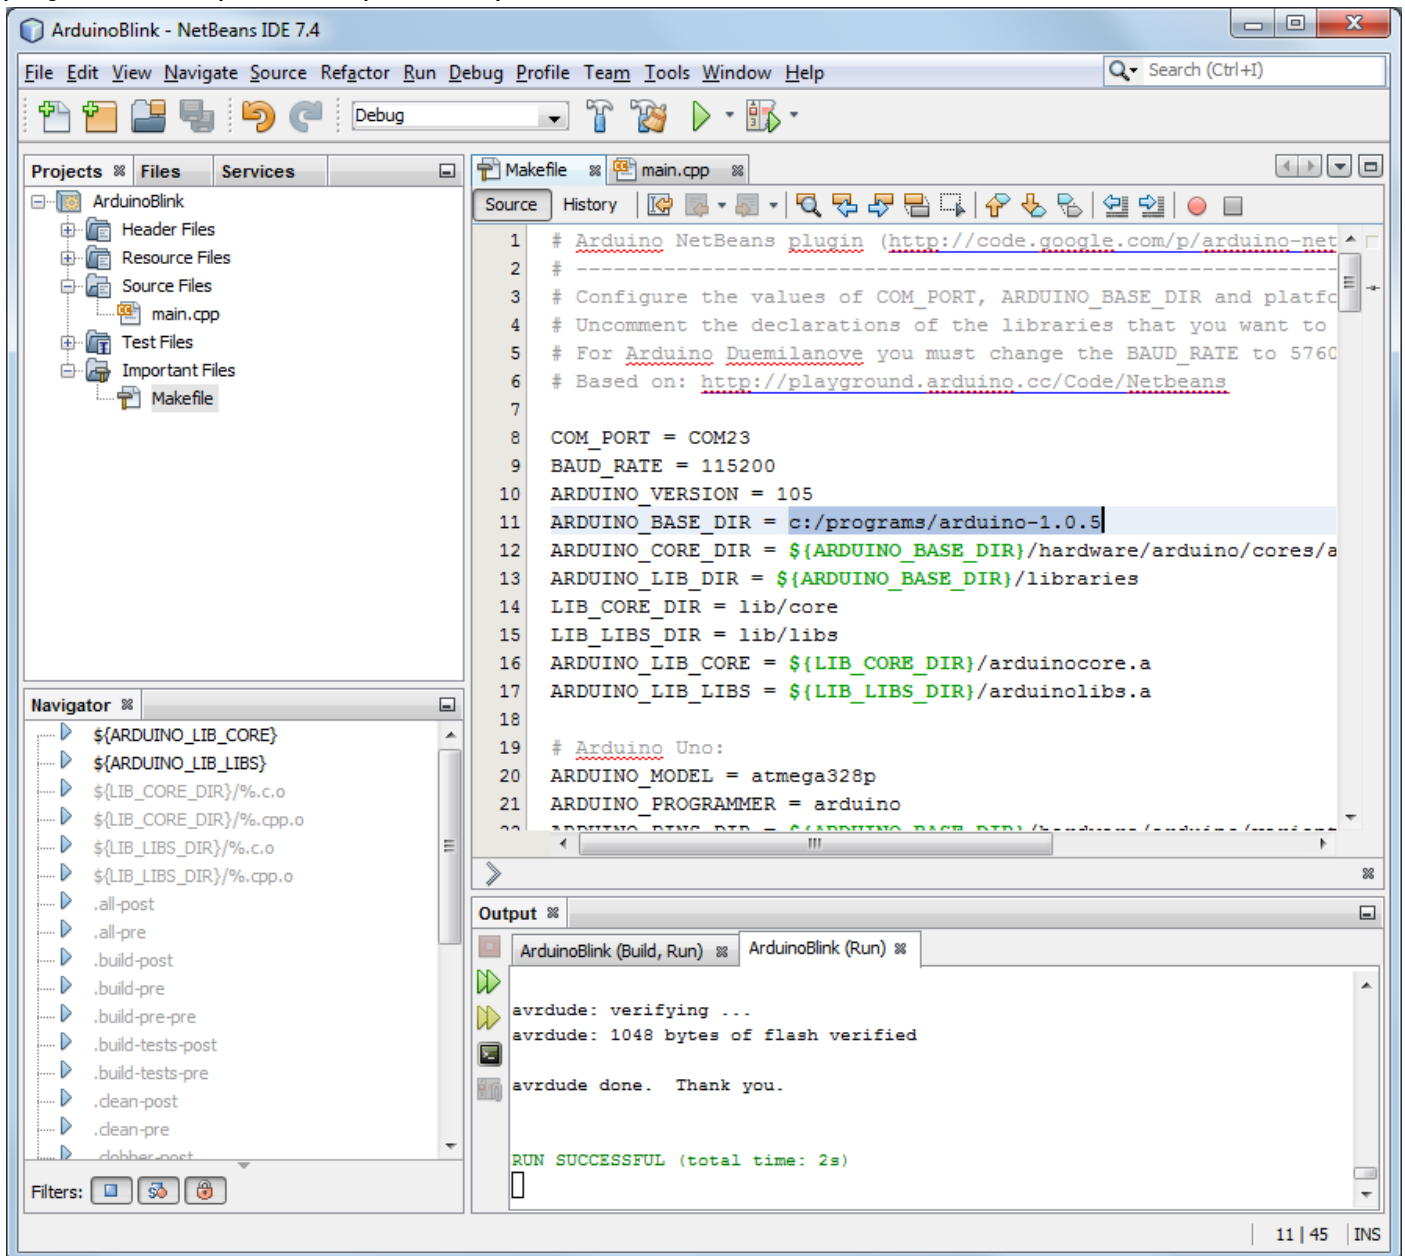 ArduinoBlink - NetBeans IDE 7.4
File Edit View Navigate Source Refactor Run Debug Profile Team Tools Window Help
Search (Ctrl+I)
Debug
Projects Files Services
ArduinoBlink
Header Files
Resource Files
Source Files
main.cpp
Test Files
Important Files
Makefile
Navigator
${ARDUINO_LIB_CORE}
${ARDUINO_LIB_LIBS}
${LIB_CORE_DIR}/%.c.o
${LIB_CORE_DIR}/%.cpp.o
${LIB_LIBS_DIR}/%.c.o
${LIB_LIBS_DIR}/%.cpp.o
.all-post
.all-pre
.build-post
.build-pre
.build-pre-pre
.build-tests-post
.build-tests-pre
.clean-post
.clean-pre
.clobber-post
Filters:
Makefile main.cpp
Source History
1 # Arduino NetBeans plugin (http://code.google.com/p/arduino-net
2 # ---------------------------------------------------------------
3 # Configure the values of COM_PORT, ARDUINO_BASE_DIR and platfo
4 # Uncomment the declarations of the libraries that you want to
5 # For Arduino Duemilanove you must change the BAUD_RATE to 5760
6 # Based on: http://playground.arduino.cc/Code/Netbeans
7
8 COM_PORT = COM23
9 BAUD_RATE = 115200
10 ARDUINO_VERSION = 105
11 ARDUINO_BASE_DIR = c:/programs/arduino-1.0.5
12 ARDUINO_CORE_DIR = ${ARDUINO_BASE_DIR}/hardware/arduino/cores/a
13 ARDUINO_LIB_DIR = ${ARDUINO_BASE_DIR}/libraries
14 LIB_CORE_DIR = lib/core
15 LIB_LIBS_DIR = lib/libs
16 ARDUINO_LIB_CORE = ${LIB_CORE_DIR}/arduinocore.a
17 ARDUINO_LIB_LIBS = ${LIB_LIBS_DIR}/arduinolibs.a
18
19 # Arduino Uno:
20 ARDUINO_MODEL = atmega328p
21 ARDUINO_PROGRAMMER = arduino
22 ARDUINO_PINS_DIR = ${ARDUINO_BASE_DIR}/hardware/arduino/variant
Output
ArduinoBlink (Build, Run) ArduinoBlink (Run)
avrdude: verifying ...
avrdude: 1048 bytes of flash verified
avrdude done.  Thank you.
RUN SUCCESSFUL (total time: 2s)
11 | 45 INS